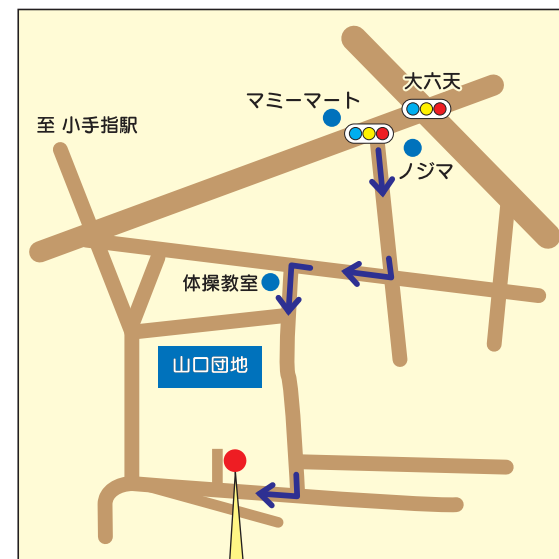 大六天
マミーマート
至 小手指駅
ノジマ
体操教室
山口団地